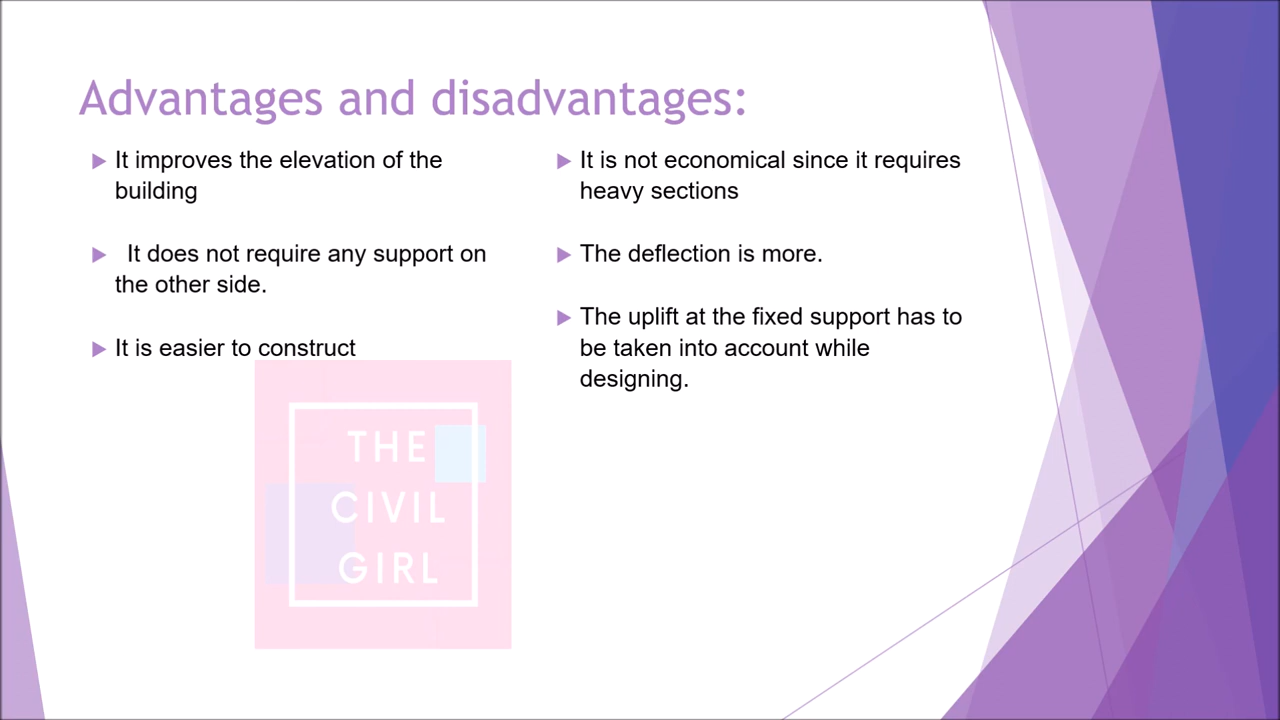 Advantages and disadvantages:
It improves the elevation of the
building
It does not require any support on
the other side.
It is easier to construct
It is not economical since it requires
heavy sections
The deflection is more.
The uplift at the fixed support has to
be taken into account while
designing.
THE
CIVIL
GIRL